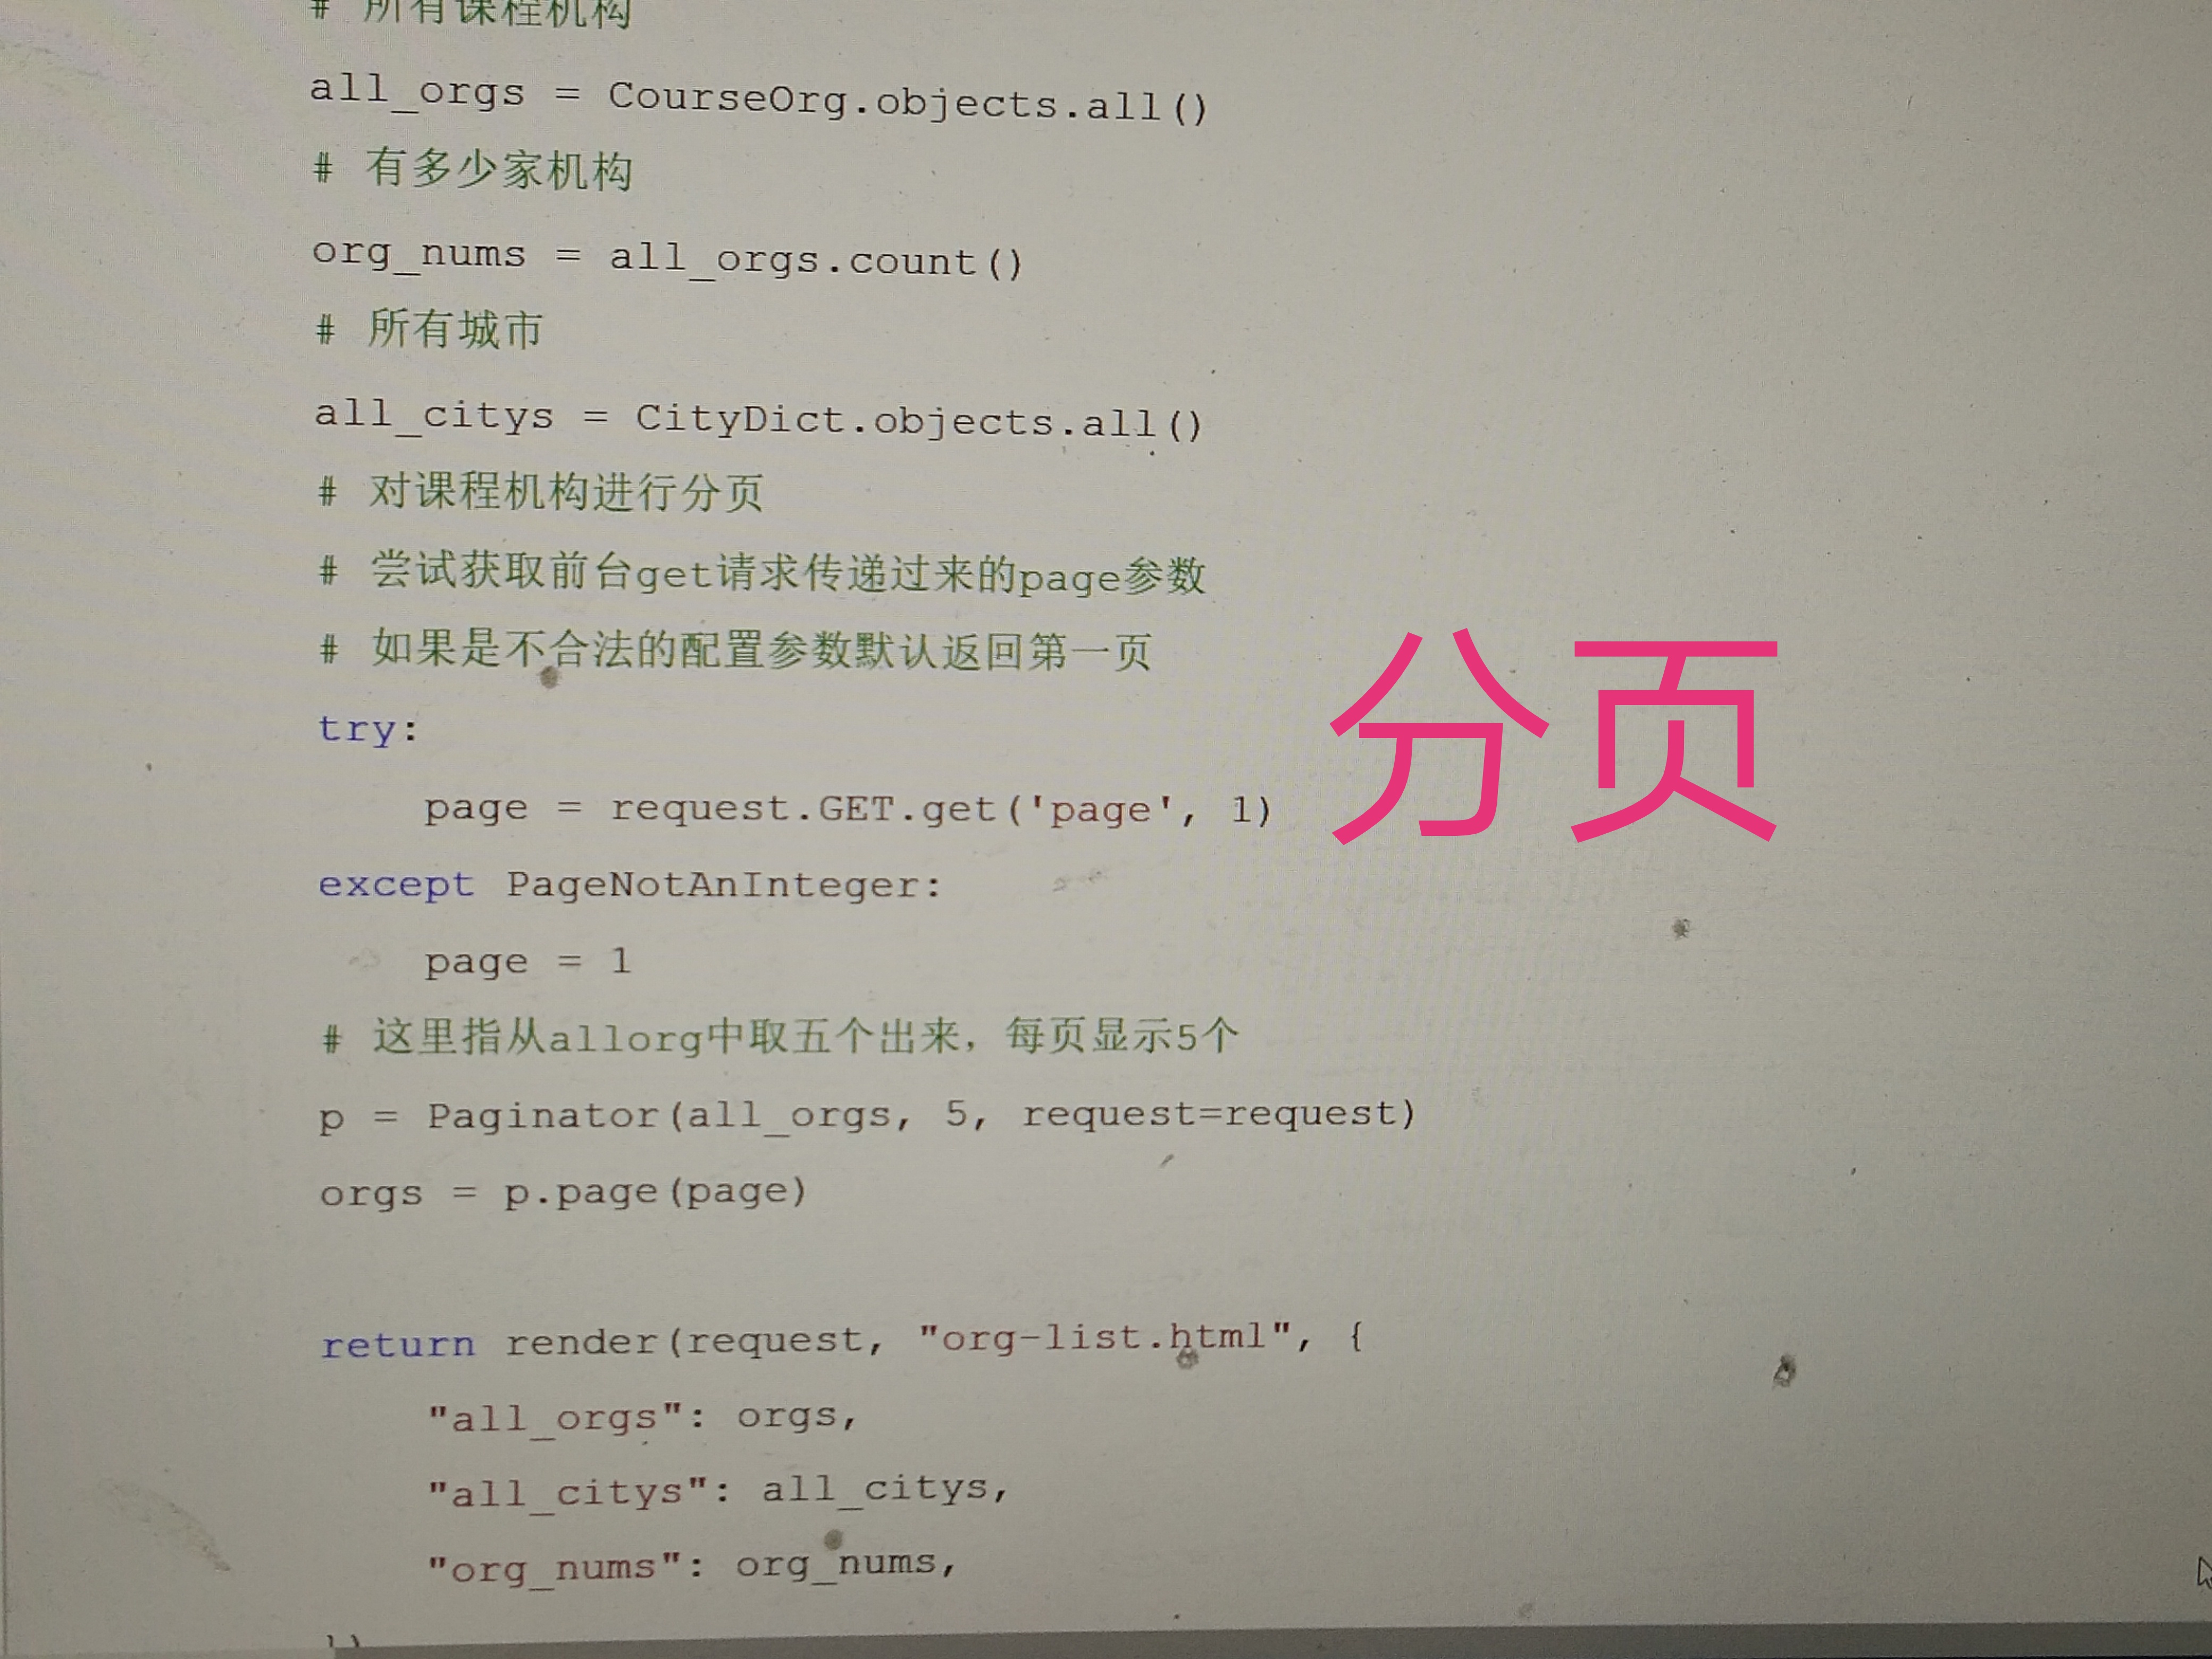 # 所有课程机构
all_orgs = CourseOrg.objects.all()
# 有多少家机构
org_nums = all_orgs.count()
# 所有城市
all_citys = CityDict.objects.all()
# 对课程机构进行分页
# 尝试获取前台get请求传递过来的page参数
# 如果是不合法的配置参数默认返回第一页
try:
    page = request.GET.get('page', 1)
分页
except PageNotAnInteger:
    page = 1
# 这里指从allorg中取五个出来，每页显示5个
p = Paginator(all_orgs, 5, request=request)
orgs = p.page(page)
return render(request, "org-list.html", {
    "all_orgs": orgs,
    "all_citys": all_citys,
    "org_nums": org_nums,
})